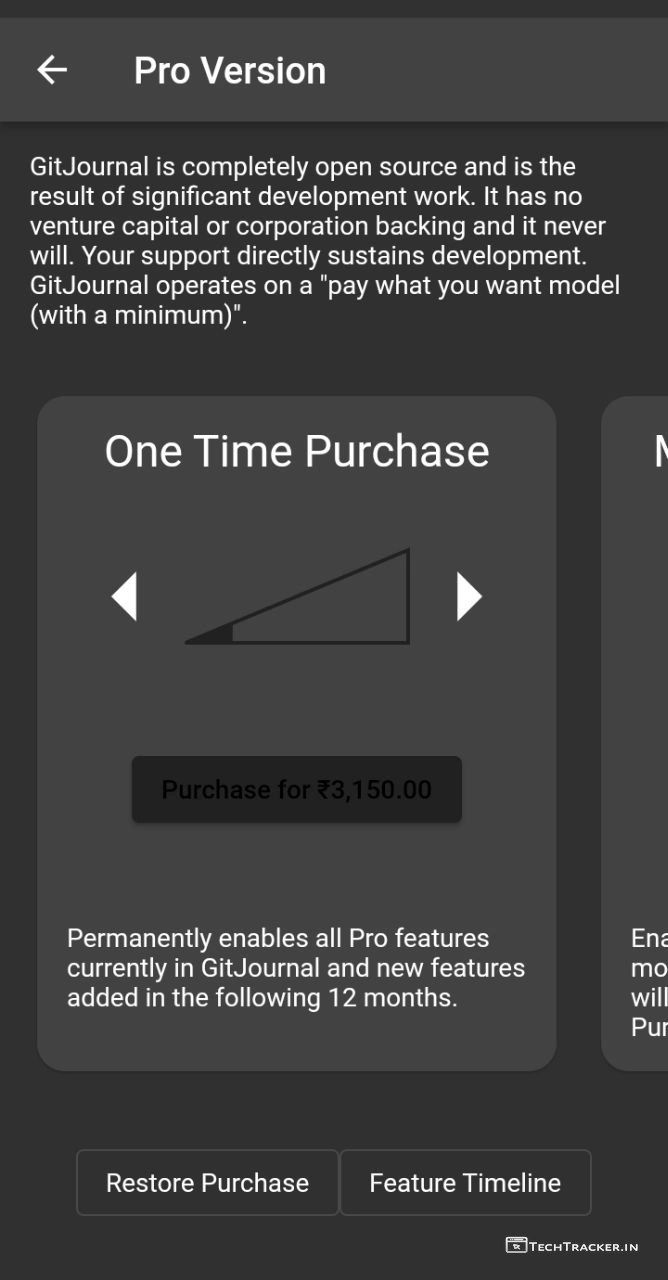 Pro Version
GitJournal is completely open source and is the
result of significant development work. It has no
venture capital or corporation backing and it never
will. Your support directly sustains development.
GitJournal operates on a "pay what you want model
(with a minimum)".
One Time Purchase
Purchase for ₹3,150.00
Permanently enables all Pro features
currently in GitJournal and new features
added in the following 12 months.
Ena
mo
will
Pur
Restore Purchase
Feature Timeline
TechTracker.in